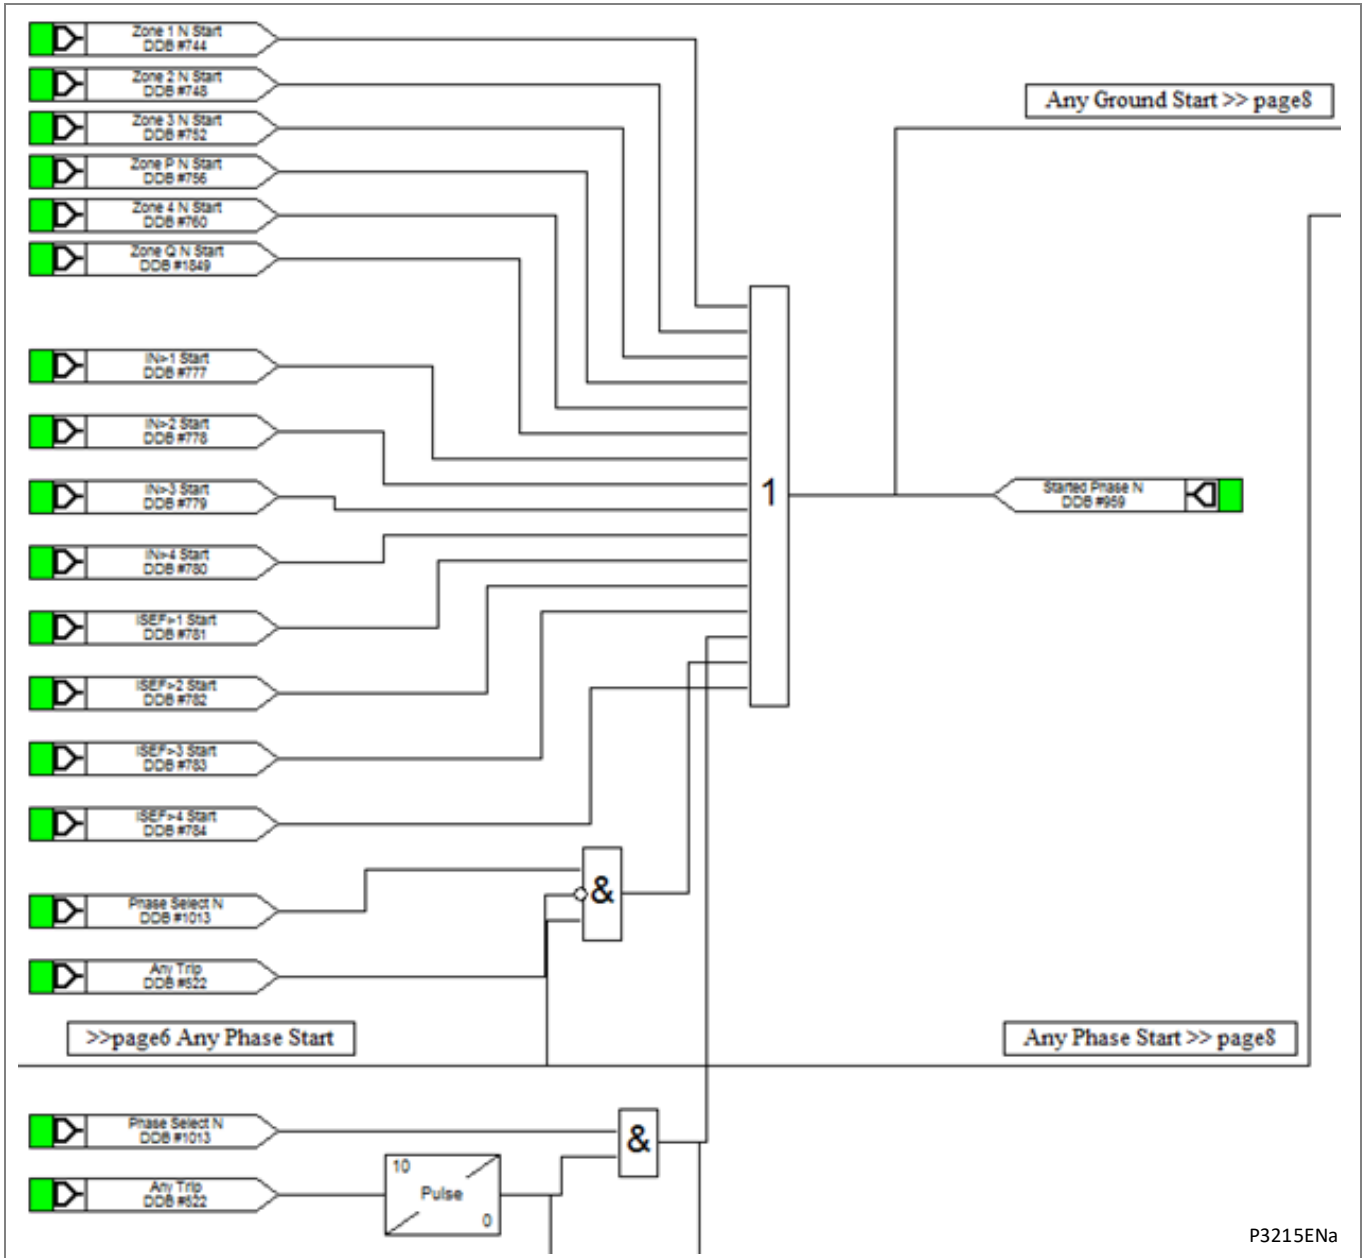 Zone 1 N Start
DDB #744
Zone 2 N Start
DDB #748
Any Ground Start >> page8
Zone 3 N Start
DDB #752
Zone P N Start
DDB #756
Zone 4 N Start
DDB #760
Zone Q N Start
DDB #1849
IN>1 Start
DDB #777
IN>2 Start
DDB #778
1
IN>3 Start
DDB #779
Started Phase N
DDB #959
IN>4 Start
DDB #780
ISEF>1 Start
DDB #781
ISEF>2 Start
DDB #782
ISEF>3 Start
DDB #783
ISEF>4 Start
DDB #784
&
Phase Select N
DDB #1013
Any Trip
DDB #522
>>page6 Any Phase Start
Any Phase Start >> page8
Phase Select N
DDB #1013
&
Any Trip
DDB #522
10
Pulse
0
P3215ENa